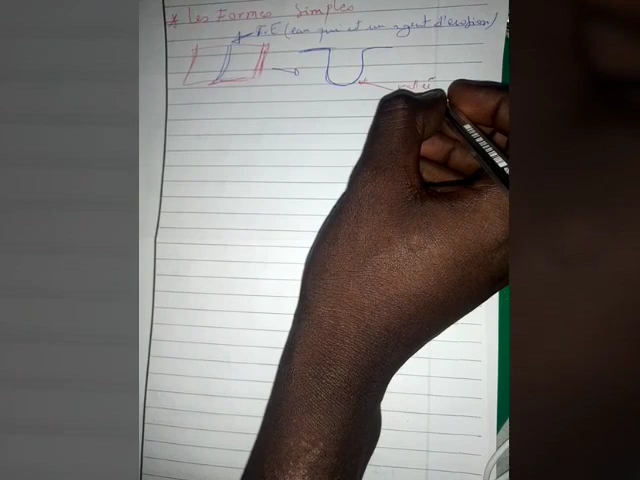 * Les Formes Simples
F.E (eau qui est un agent d'érosion)